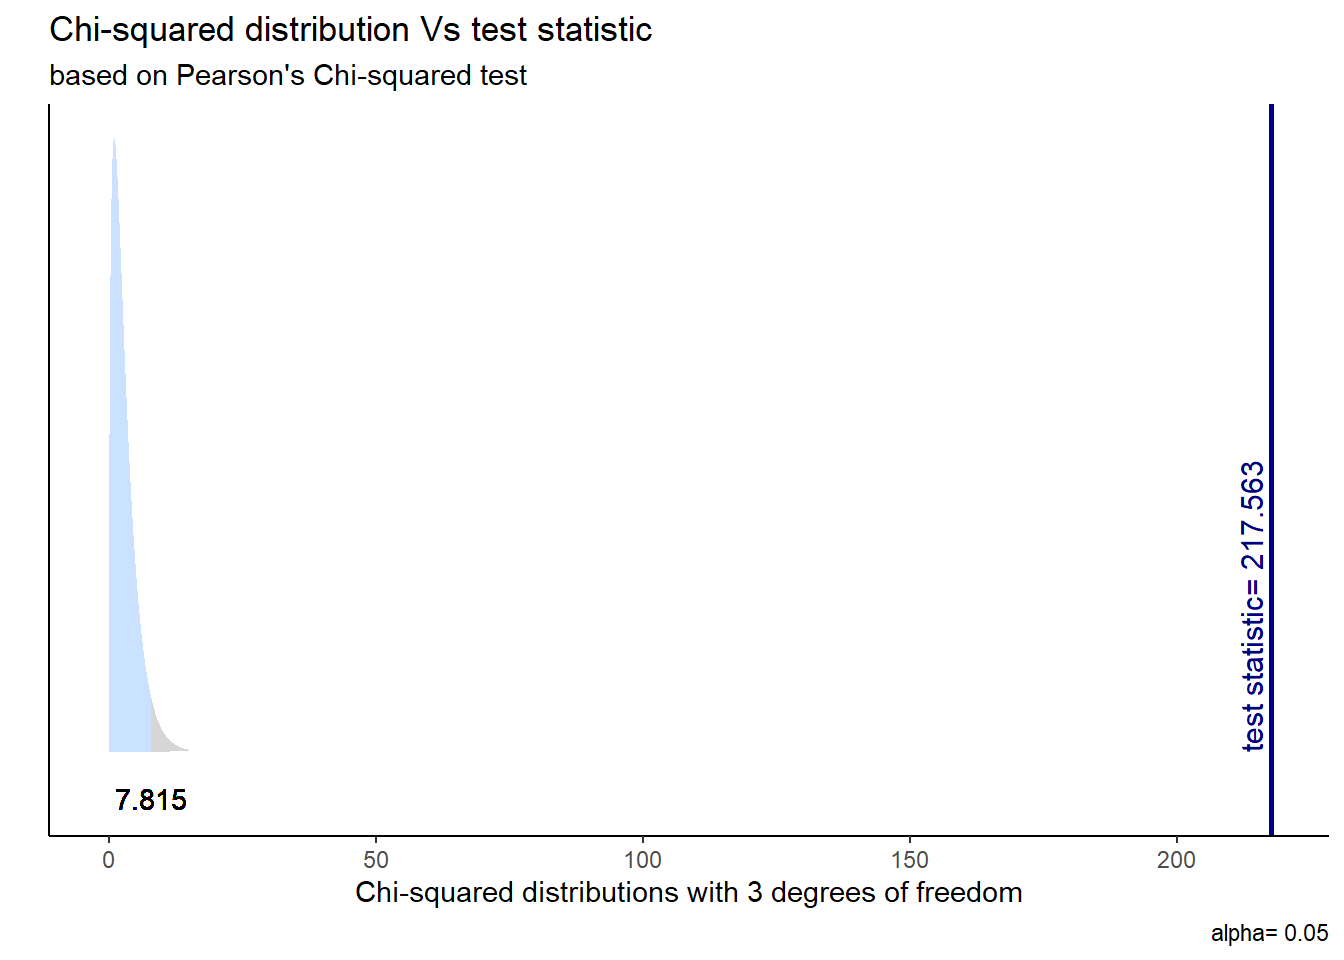 Chi-squared distribution Vs test statistic
based on Pearson's Chi-squared test
test statistic= 217.563
7.815
0 50 100 150 200
Chi-squared distributions with 3 degrees of freedom
alpha= 0.05